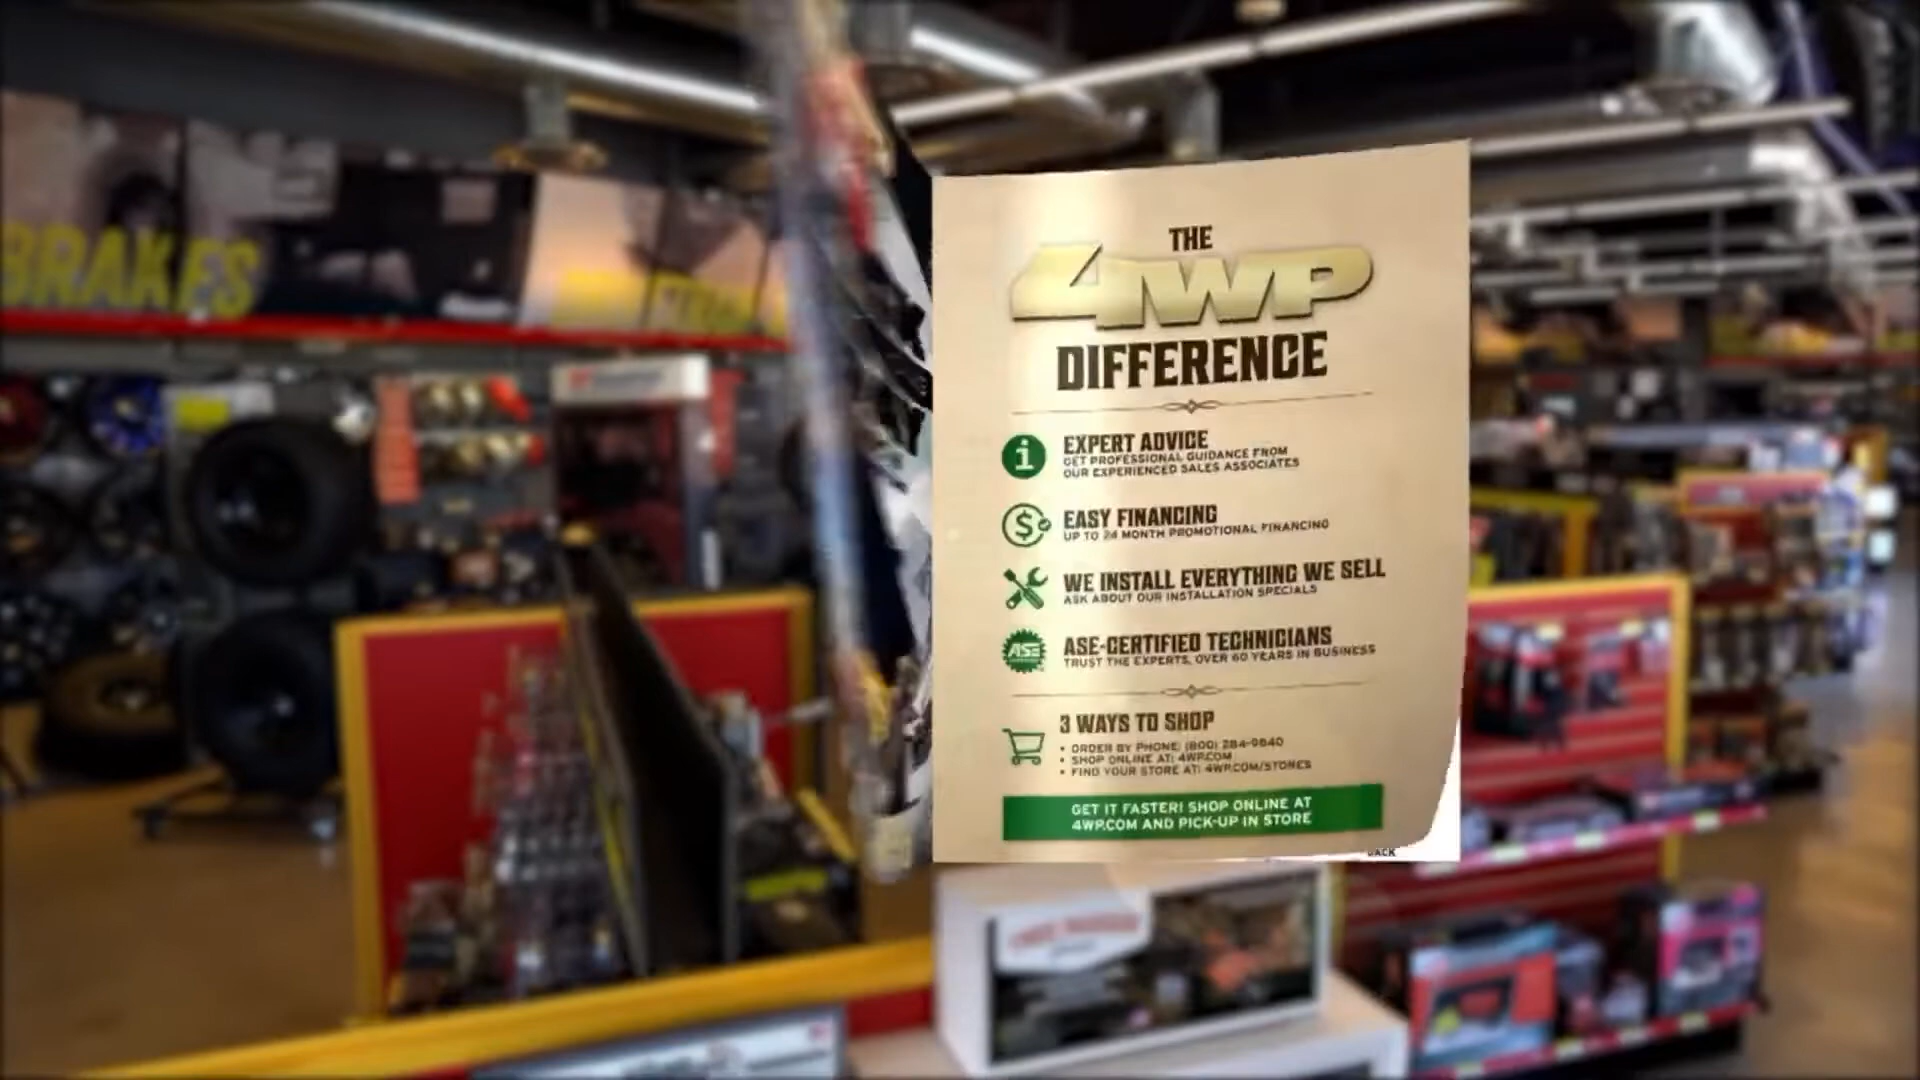 BRAKES
THE
4WP
DIFFERENCE
EXPERT ADVICE
GET PROFESSIONAL GUIDANCE FROM
OUR EXPERIENCED SALES ASSOCIATES
EASY FINANCING
UP TO 24 MONTH PROMOTIONAL FINANCING
WE INSTALL EVERYTHING WE SELL
ASK ABOUT OUR INSTALLATION SPECIALS
ASE
ASE-CERTIFIED TECHNICIANS
TRUST THE EXPERTS, OVER 60 YEARS IN BUSINESS
3 WAYS TO SHOP
• ORDER BY PHONE: (800) 284-9840
• SHOP ONLINE AT: 4WP.COM
• FIND YOUR STORE AT: 4WP.COM/STORES
GET IT FASTER! SHOP ONLINE AT
4WP.COM AND PICK-UP IN STORE